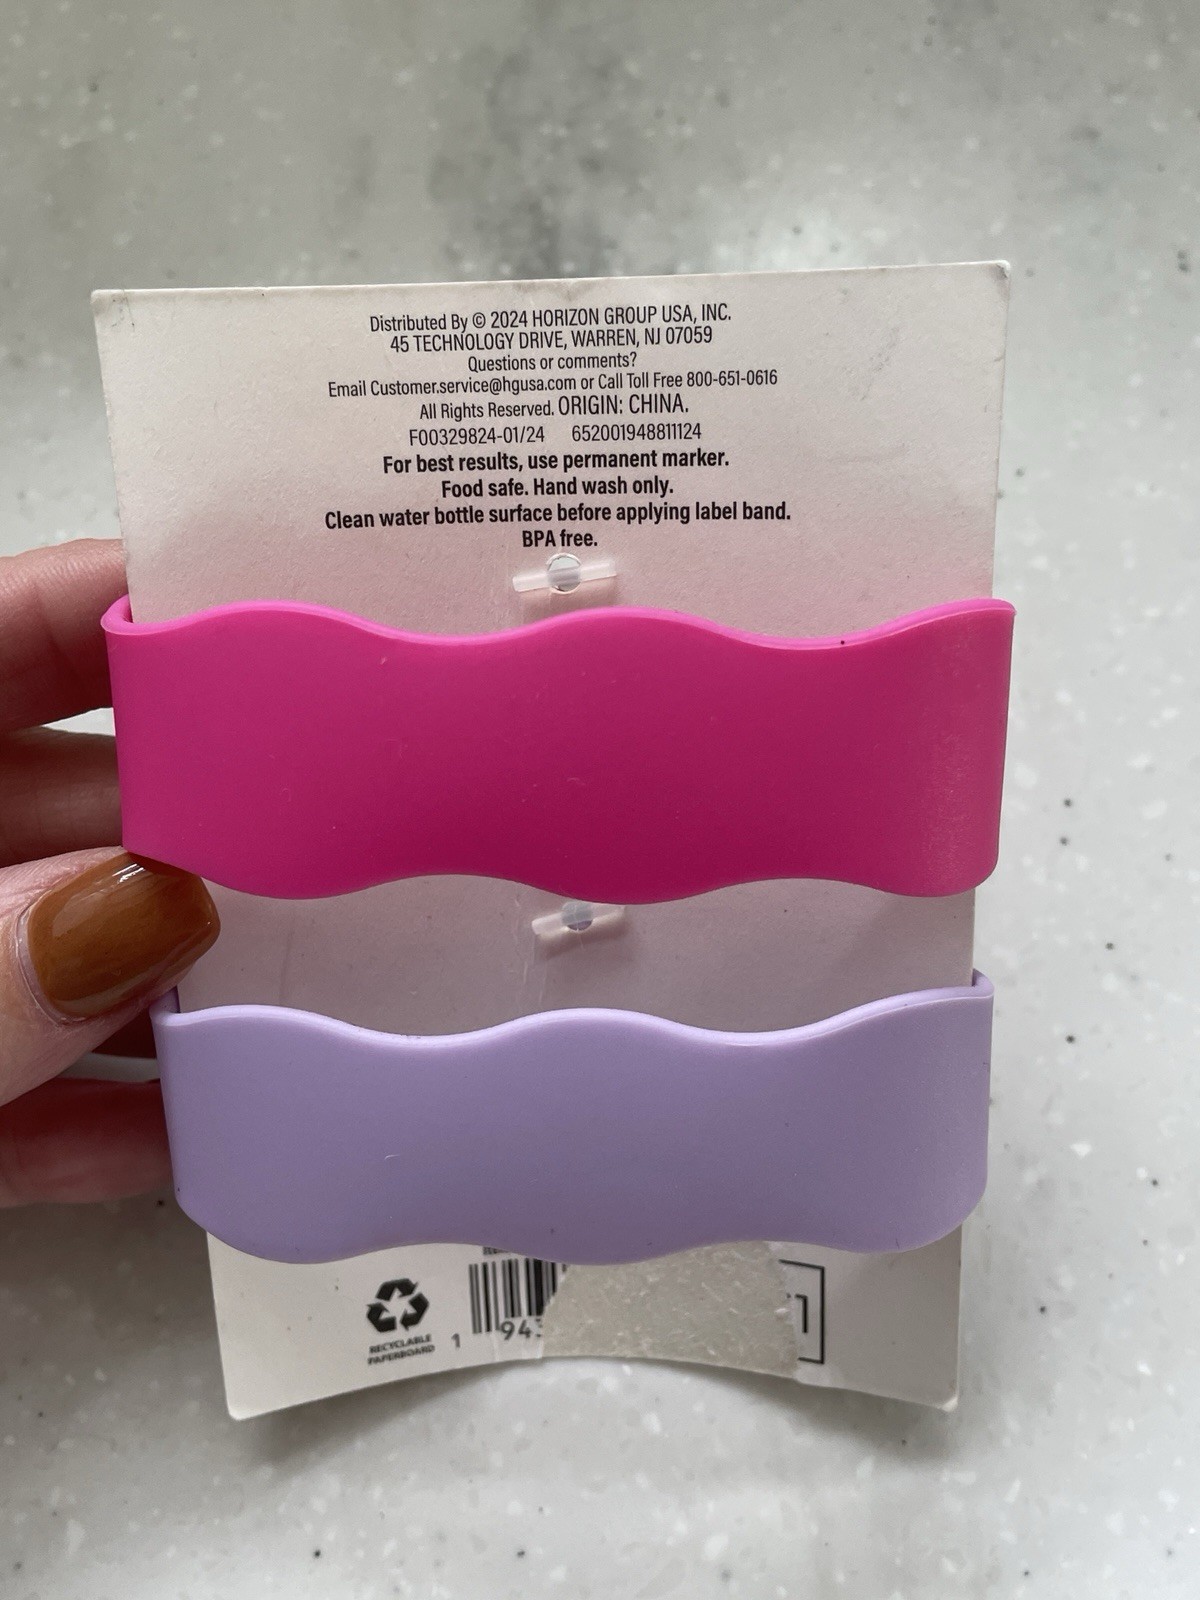 Distributed By © 2024 HORIZON GROUP USA, INC.
45 TECHNOLOGY DRIVE, WARREN, NJ 07059
Questions or comments?
Email Customer.service@hgusa.com or Call Toll Free 800-651-0616
All Rights Reserved. ORIGIN: CHINA.
F00329824-01/24 652001948811124
For best results, use permanent marker.
Food safe. Hand wash only.
Clean water bottle surface before applying label band.
BPA free.
RECYCLABLE
PAPERBOARD
1 94